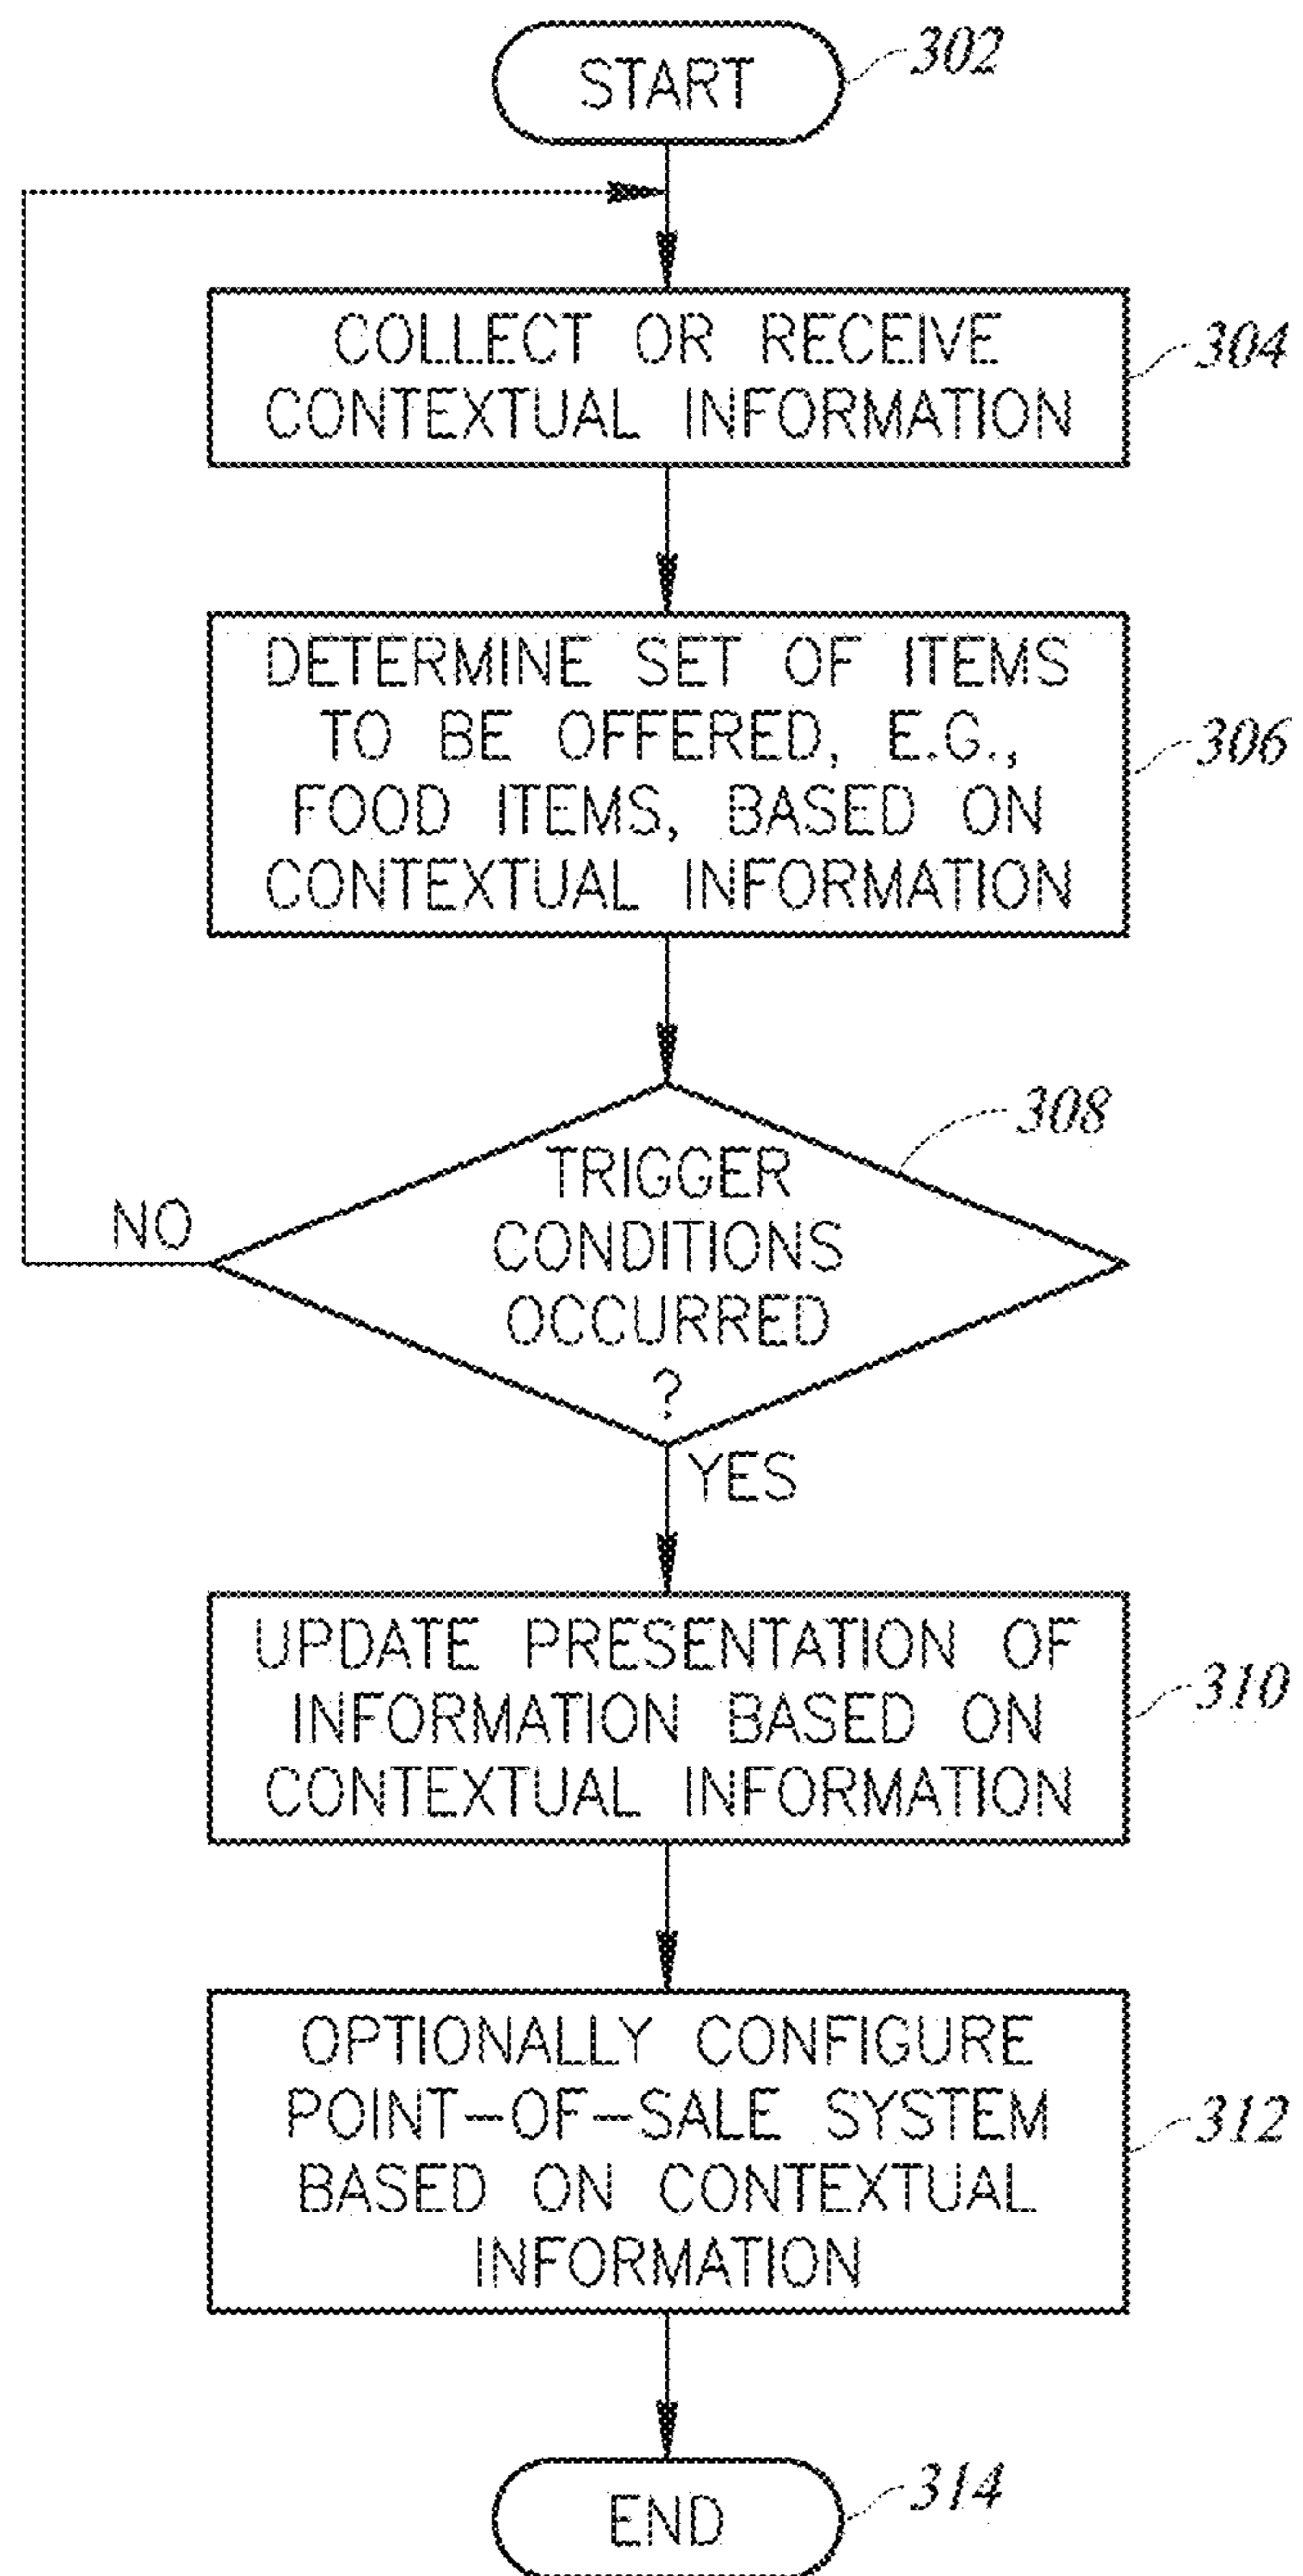 START
302
COLLECT OR RECEIVE
CONTEXTUAL INFORMATION
304
DETERMINE SET OF ITEMS
TO BE OFFERED, E.G.,
FOOD ITEMS, BASED ON
CONTEXTUAL INFORMATION
306
308
TRIGGER
CONDITIONS
OCCURRED
?
NO
YES
UPDATE PRESENTATION OF
INFORMATION BASED ON
CONTEXTUAL INFORMATION
310
OPTIONALLY CONFIGURE
POINT-OF-SALE SYSTEM
BASED ON CONTEXTUAL
INFORMATION
312
END
314